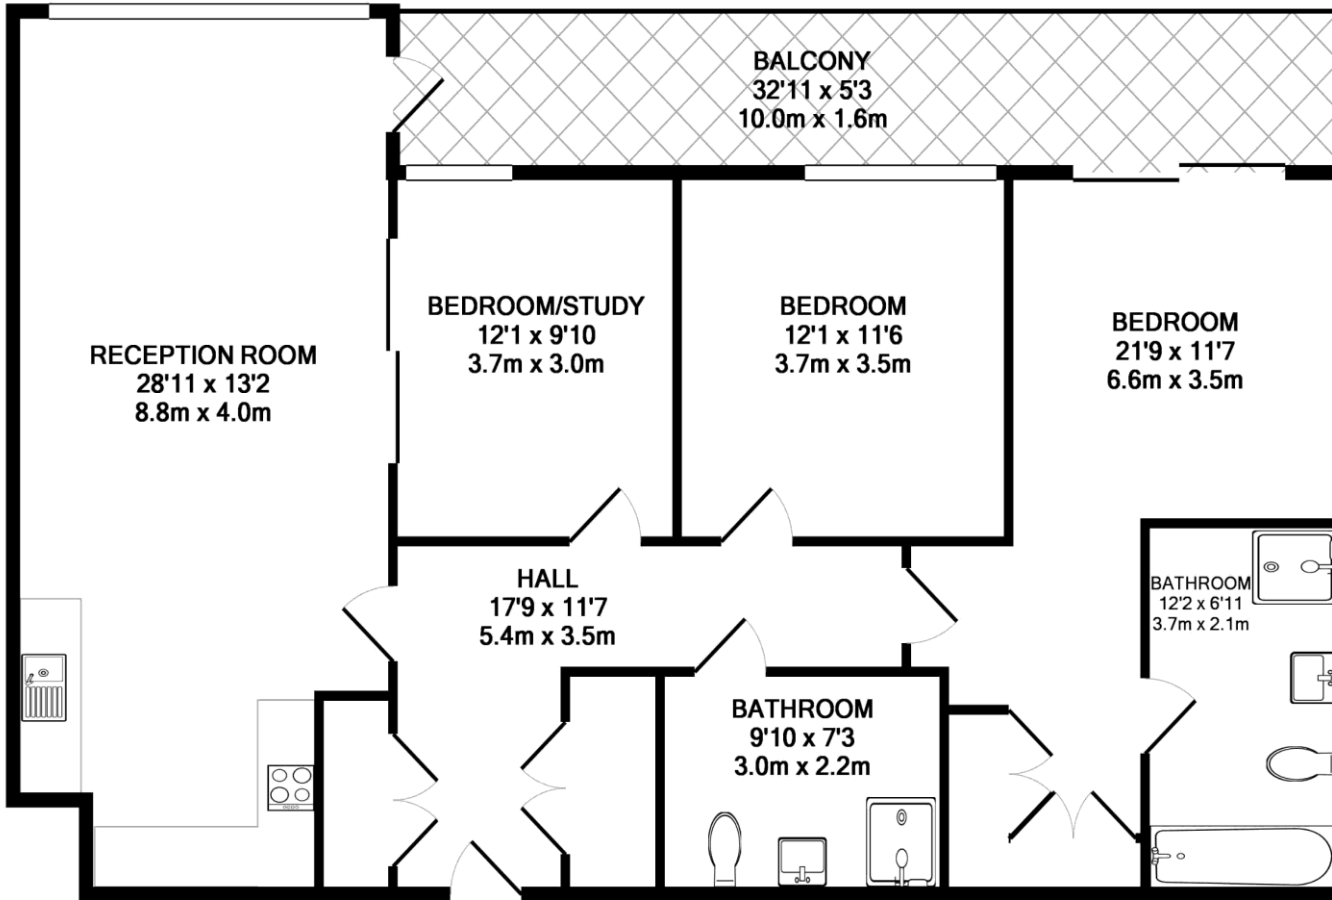 BALCONY
32'11 x 5'3
10.0m x 1.6m
BEDROOM/STUDY
12'1 x 9'10
3.7m x 3.0m
BEDROOM
12'1 x 11'6
3.7m x 3.5m
BEDROOM
21'9 x 11'7
6.6m x 3.5m
RECEPTION ROOM
28'11 x 13'2
8.8m x 4.0m
HALL
17'9 x 11'7
5.4m x 3.5m
BATHROOM
12'2 x 6'11
3.7m x 2.1m
BATHROOM
9'10 x 7'3
3.0m x 2.2m